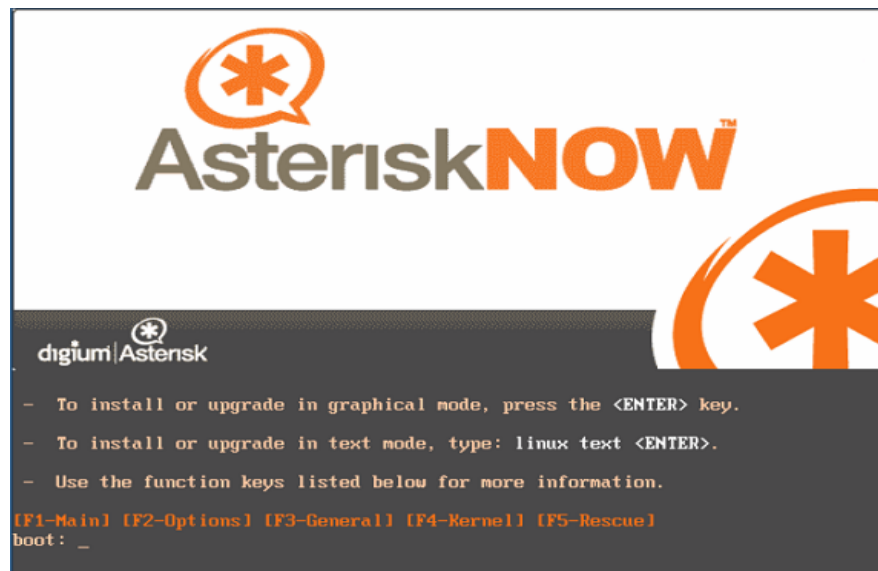 AsteriskNOW™
digium|Asterisk
- To install or upgrade in graphical mode, press the <ENTER> key.
- To install or upgrade in text mode, type: linux text <ENTER>.
- Use the function keys listed below for more information.
[F1-Main] [F2-Options] [F3-General] [F4-Kernel] [F5-Rescue]
boot: _